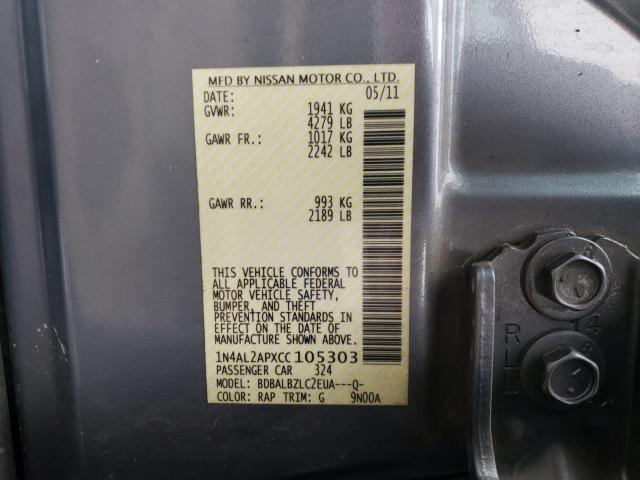 MFD BY NISSAN MOTOR CO., LTD.
DATE: 05/11
GVWR: 1941 KG
4279 LB
GAWR FR.: 1017 KG
2242 LB
GAWR RR.: 993 KG
2189 LB
THIS VEHICLE CONFORMS TO
ALL APPLICABLE FEDERAL
MOTOR VEHICLE SAFETY,
BUMPER, AND THEFT
PREVENTION STANDARDS IN
EFFECT ON THE DATE OF
MANUFACTURE SHOWN ABOVE.
1N4AL2APXCC105303
PASSENGER CAR 324
MODEL: BDBALBZLC2EUA---Q-
COLOR: RAP TRIM: G 9N00A